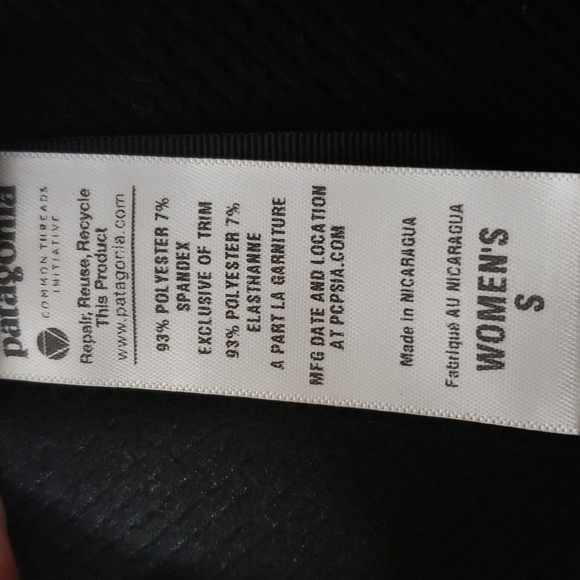 patagonia
COMMON THREADS
INITIATIVE
Repair, Reuse, Recycle
This Product
www.patagonia.com
93% POLYESTER 7%
SPANDEX
EXCLUSIVE OF TRIM
93% POLYESTER 7%
ELASTHANNE
A PART LA GARNITURE
MFG DATE AND LOCATION
AT PCPSIA.COM
Made in NICARAGUA
Fabriqué AU NICARAGUA
WOMEN'S
S